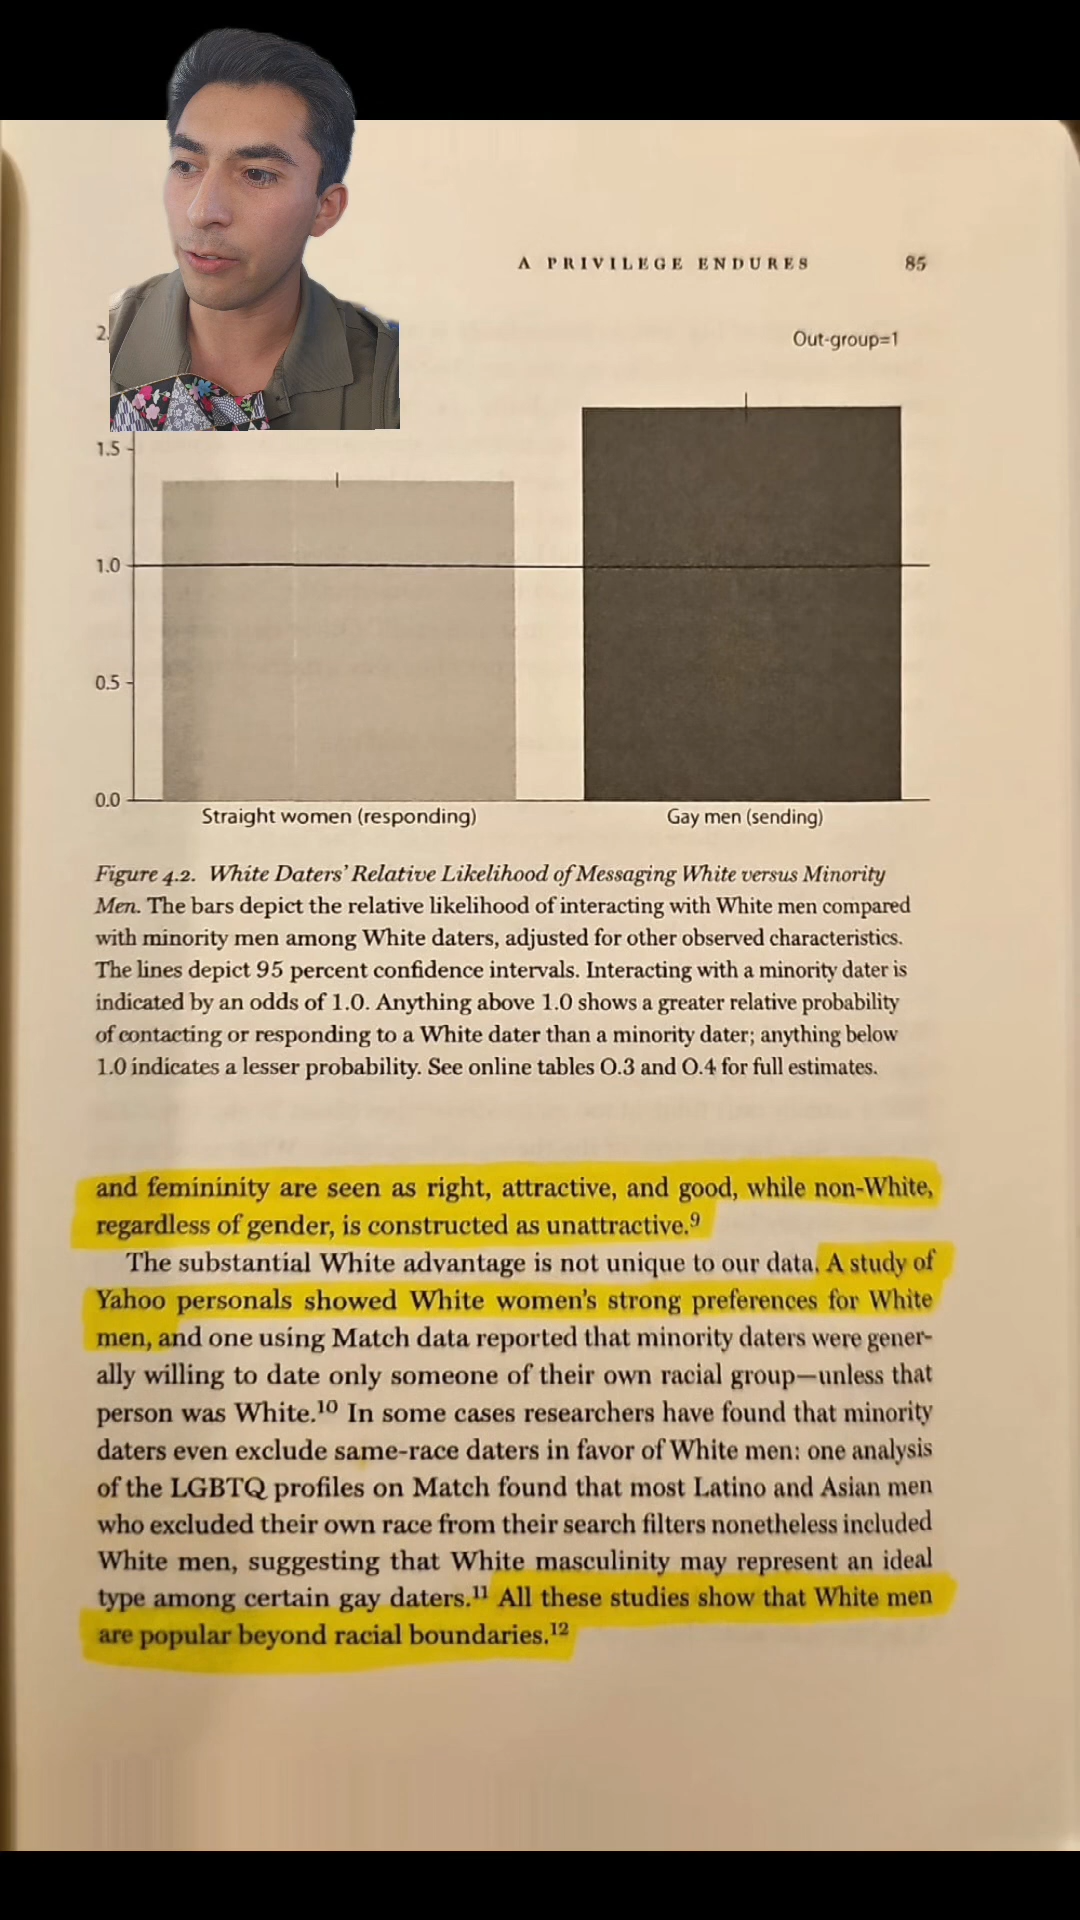 A PRIVILEGE ENDURES 85
2.
Out-group=1
1.5
1.0
0.5
0.0
Straight women (responding) Gay men (sending)
Figure 4.2. White Daters' Relative Likelihood of Messaging White versus Minority
Men. The bars depict the relative likelihood of interacting with White men compared
with minority men among White daters, adjusted for other observed characteristics.
The lines depict 95 percent confidence intervals. Interacting with a minority dater is
indicated by an odds of 1.0. Anything above 1.0 shows a greater relative probability
of contacting or responding to a White dater than a minority dater; anything below
1.0 indicates a lesser probability. See online tables O.3 and O.4 for full estimates.
and femininity are seen as right, attractive, and good, while non-White,
regardless of gender, is constructed as unattractive.9
The substantial White advantage is not unique to our data. A study of
Yahoo personals showed White women's strong preferences for White
men, and one using Match data reported that minority daters were gener-
ally willing to date only someone of their own racial group—unless that
person was White.10 In some cases researchers have found that minority
daters even exclude same-race daters in favor of White men: one analysis
of the LGBTQ profiles on Match found that most Latino and Asian men
who excluded their own race from their search filters nonetheless included
White men, suggesting that White masculinity may represent an ideal
type among certain gay daters.11 All these studies show that White men
are popular beyond racial boundaries.12